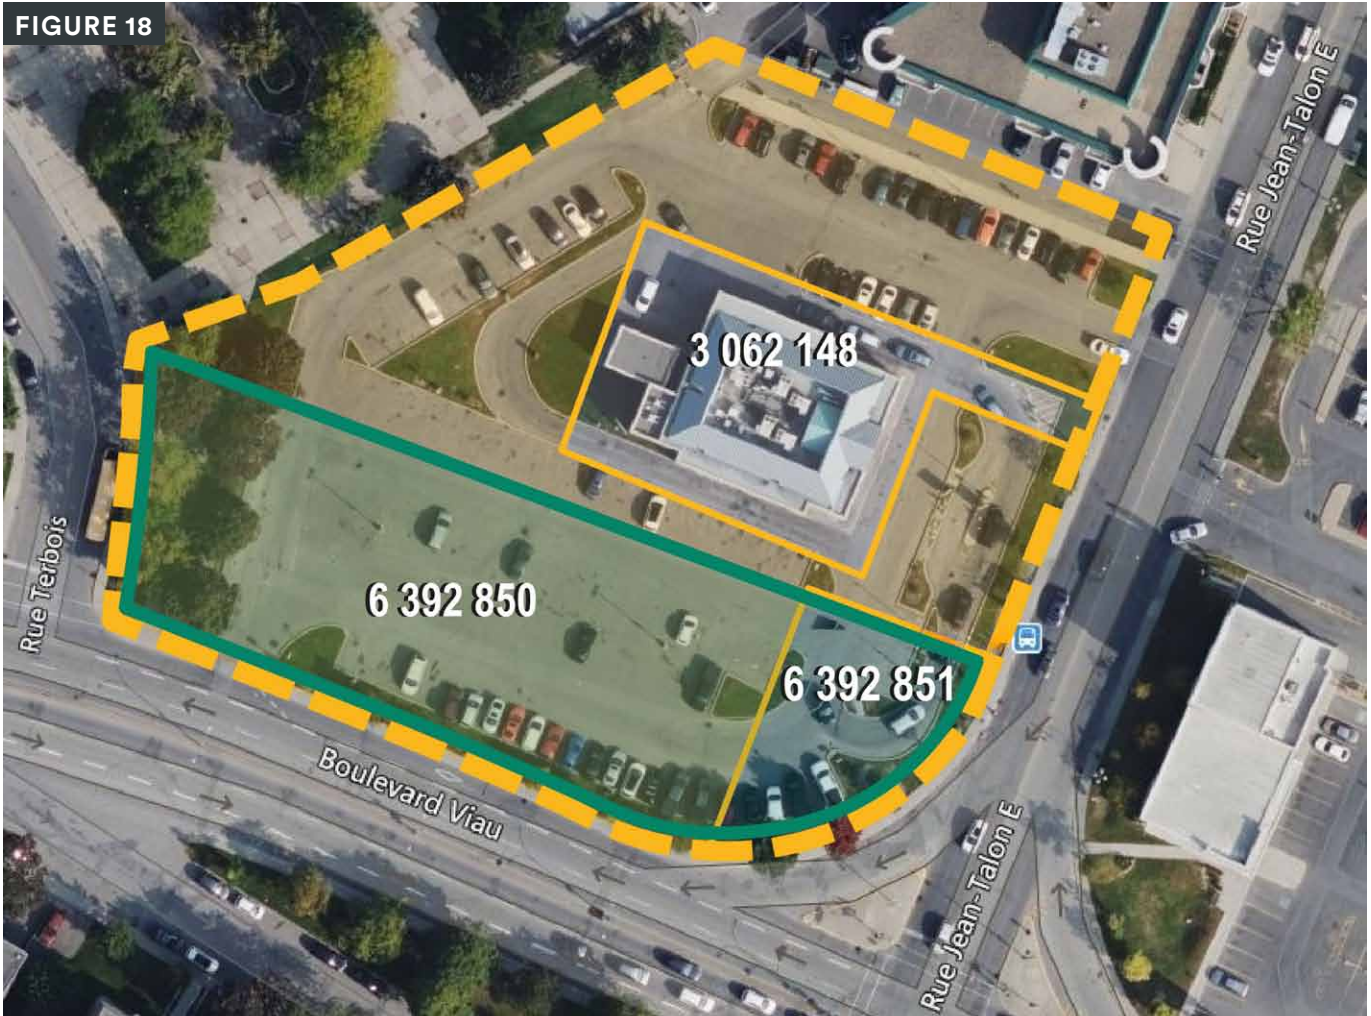 FIGURE 18
Rue Jean-Talon E
3 062 148
6 392 850
Rue Terbois
6 392 851
Boulevard Viau
Rue Jean-Talon E